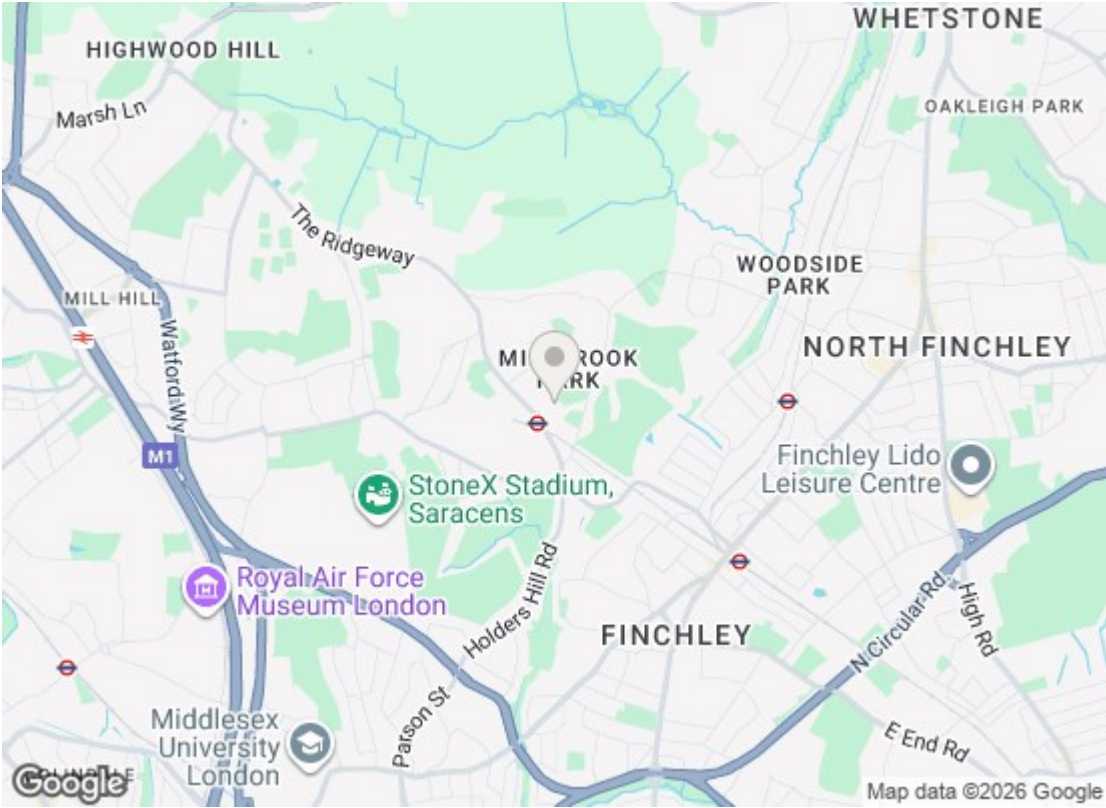 WHETSTONE
HIGHWOOD HILL
Marsh Ln
OAKLEIGH PARK
The Ridgeway
WOODSIDE
PARK
MILL HILL
Watford Wy
NORTH FINCHLEY
M1
Finchley Lido
Leisure Centre
StoneX Stadium,
Saracens
Royal Air Force
Museum London
Holders Hill Rd
FINCHLEY
N Circular Rd
High Rd
Parson St
Middlesex
University
London
E End Rd
Google
Map data ©2026 Google